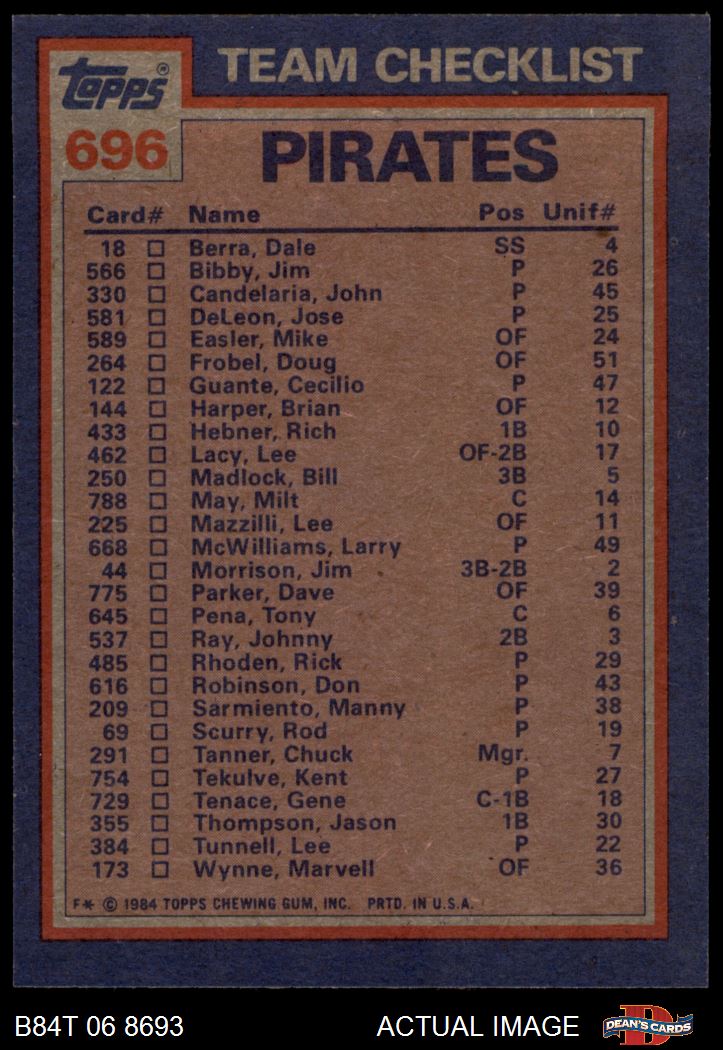 topps® TEAM CHECKLIST
696 PIRATES
Card# Name Pos Unif#
18 Berra, Dale SS 4
566 Bibby, Jim P 26
330 Candelaria, John P 45
581 DeLeon, Jose P 25
589 Easler, Mike OF 24
264 Frobel, Doug OF 51
122 Guante, Cecilio P 47
144 Harper, Brian OF 12
433 Hebner, Rich 1B 10
462 Lacy, Lee OF-2B 17
250 Madlock, Bill 3B 5
788 May, Milt C 14
225 Mazzilli, Lee OF 11
668 McWilliams, Larry P 49
44 Morrison, Jim 3B-2B 2
775 Parker, Dave OF 39
645 Pena, Tony C 6
537 Ray, Johnny 2B 3
485 Rhoden, Rick P 29
616 Robinson, Don P 43
209 Sarmiento, Manny P 38
69 Scurry, Rod P 19
291 Tanner, Chuck Mgr. 7
754 Tekulve, Kent P 27
729 Tenace, Gene C-1B 18
355 Thompson, Jason 1B 30
384 Tunnell, Lee P 22
173 Wynne, Marvell OF 36
F* © 1984 TOPPS CHEWING GUM, INC. PRTD. IN U.S.A.
B84T 06 8693 ACTUAL IMAGE DEAN'S CARDS